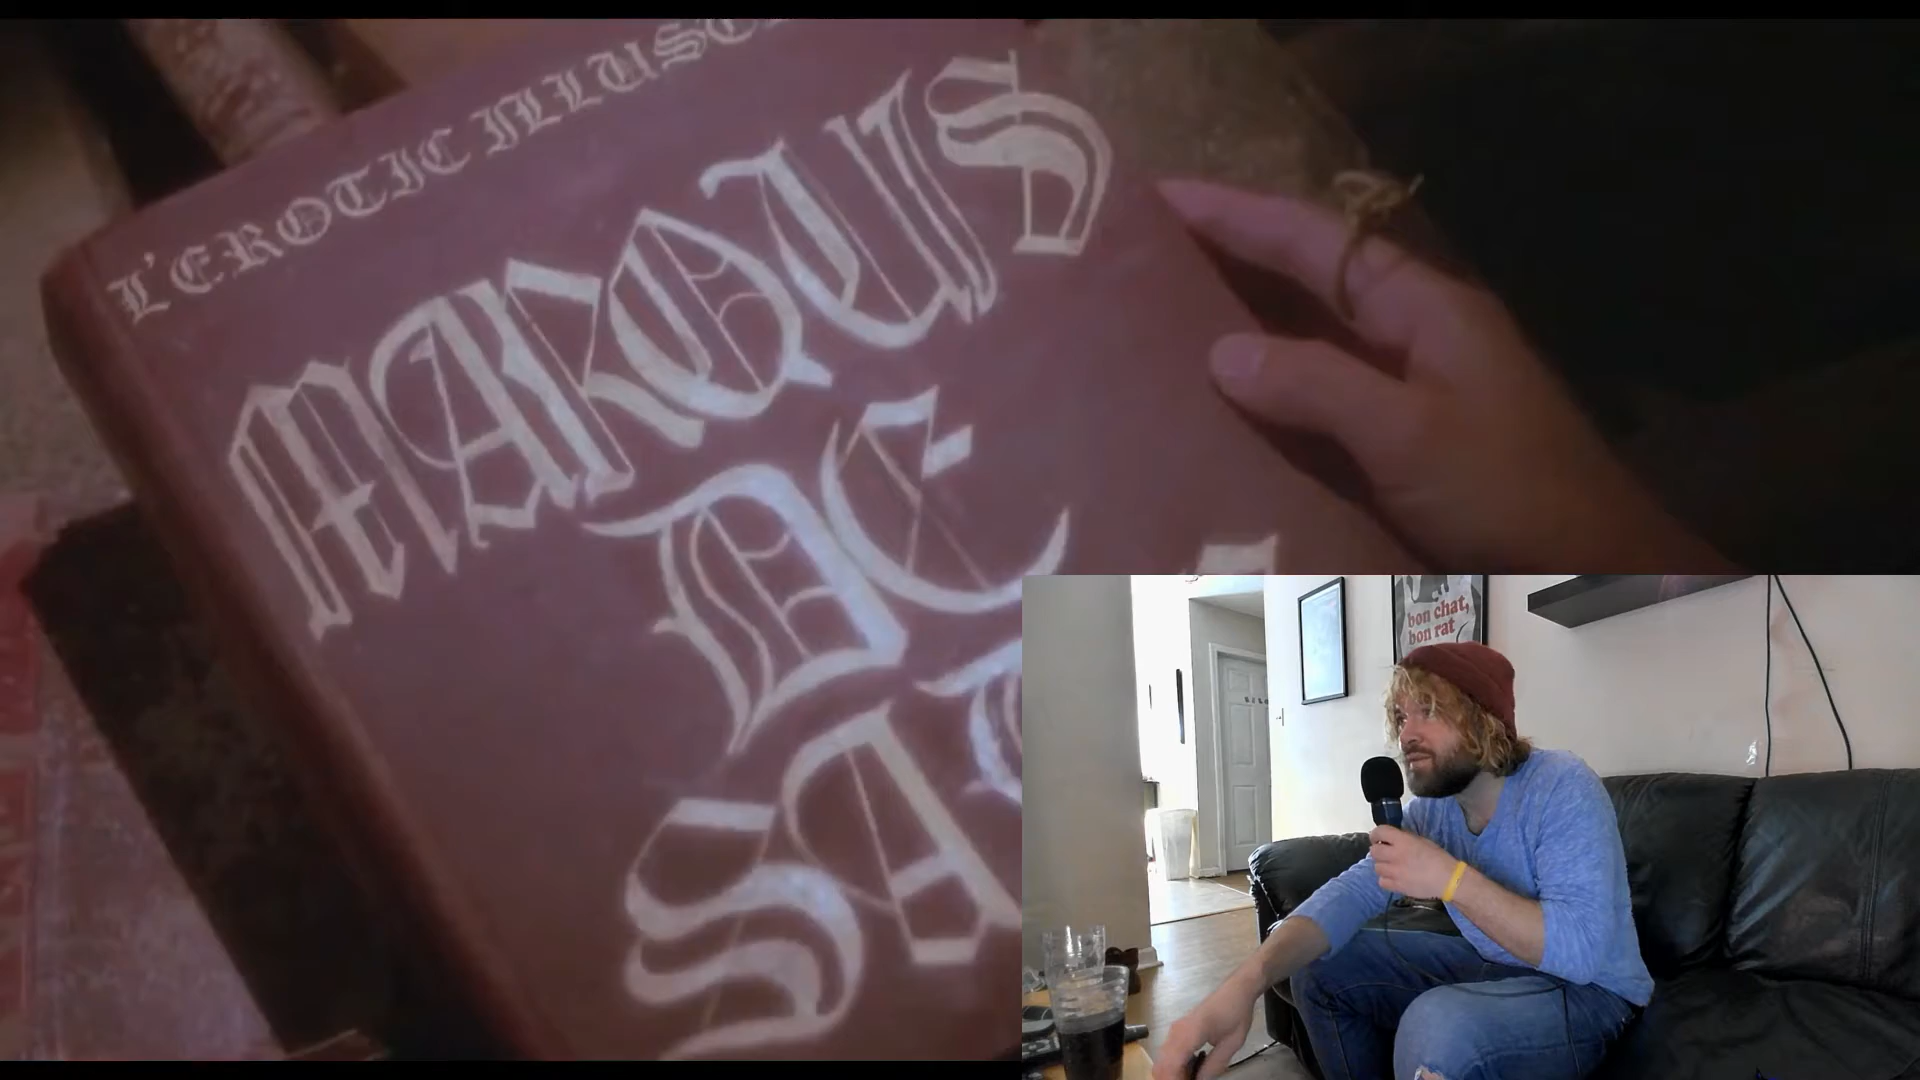 L'EROTIC
MARQUIS
DE
bon chat,
bon rat